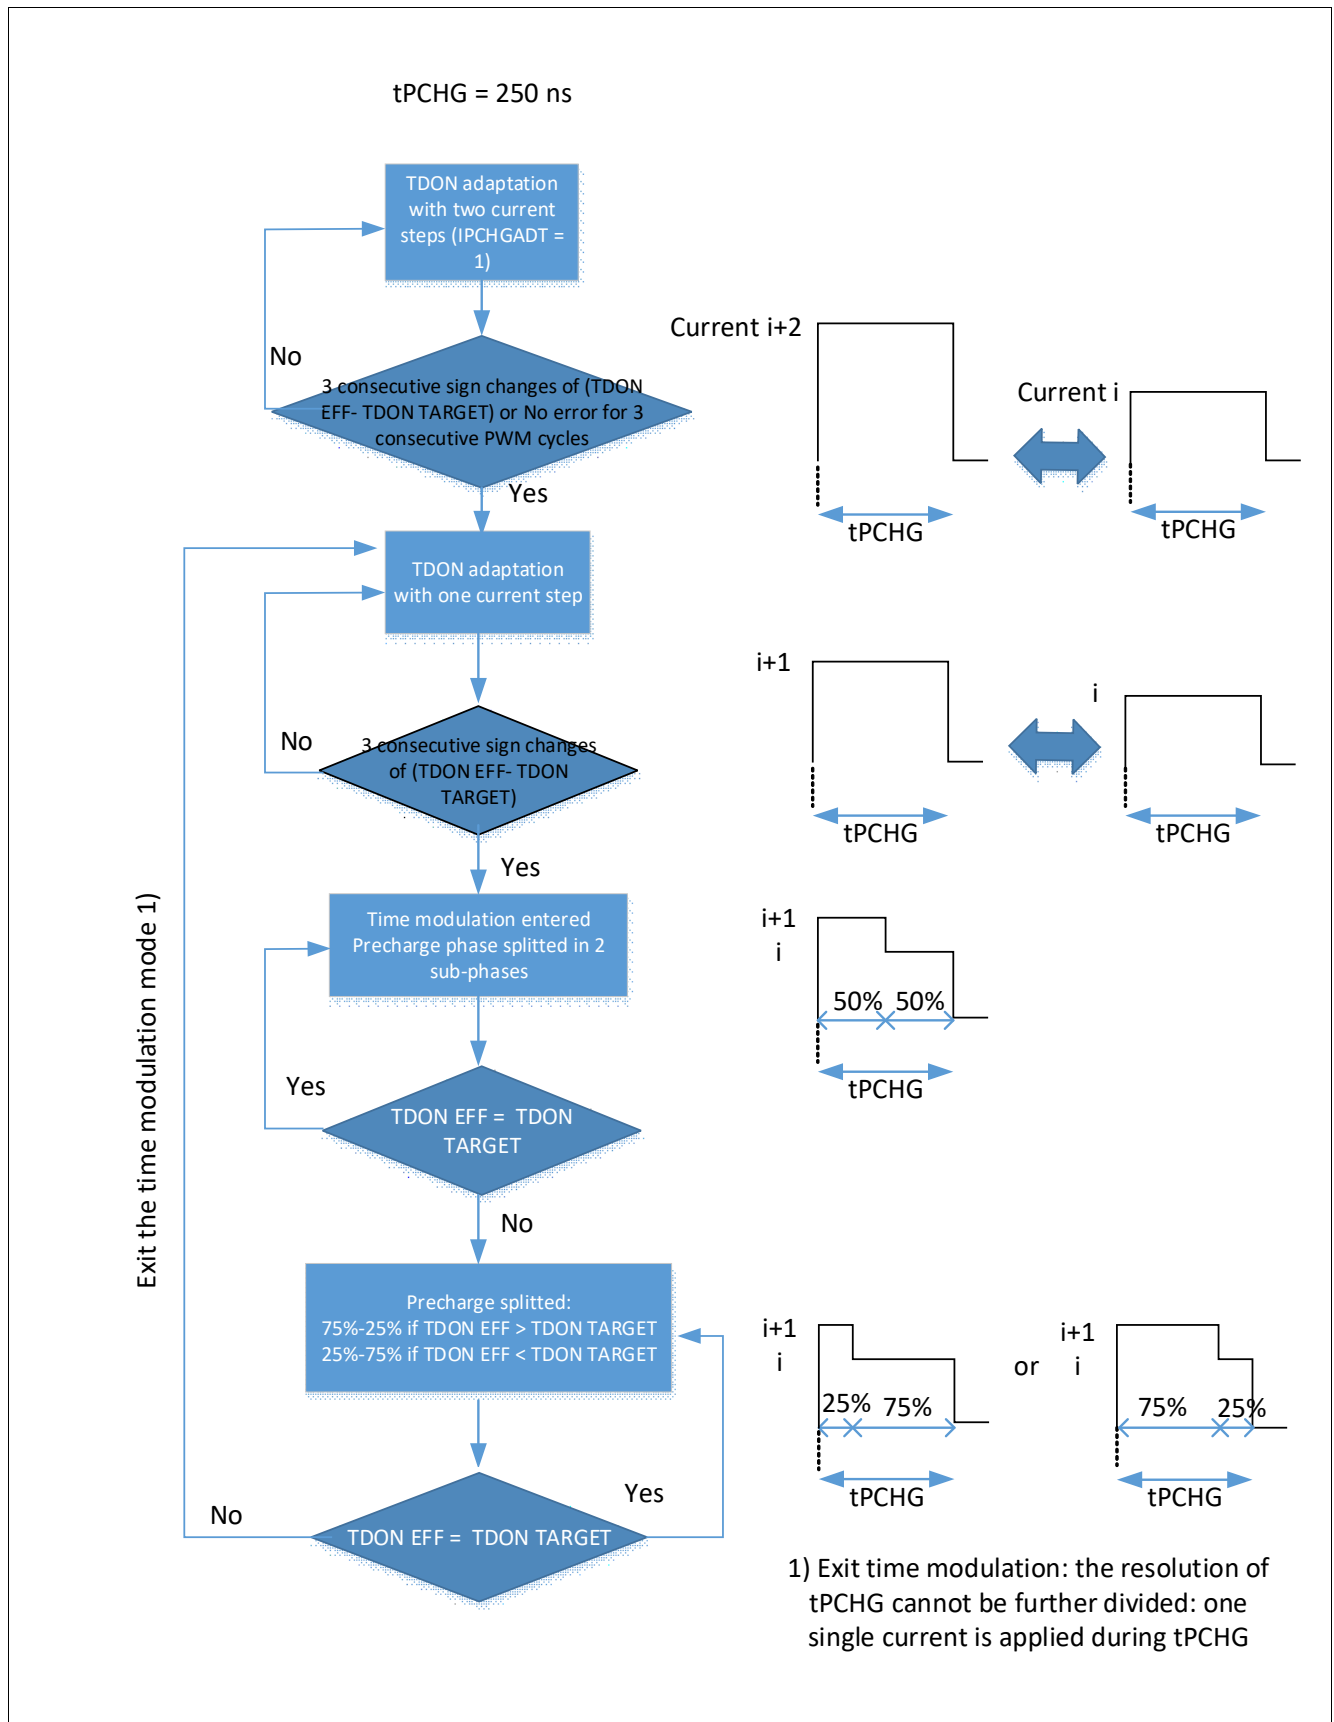 tPCHG = 250 ns
TDON adaptation
with two current
steps (IPCHGADT =
1)
No
3 consecutive sign changes of (TDON
EFF- TDON TARGET) or No error for 3
consecutive PWM cycles
Yes
Current i+2
tPCHG
Current i
tPCHG
TDON adaptation
with one current step
No
3 consecutive sign changes
of (TDON EFF- TDON
TARGET)
Yes
i+1
tPCHG
i
tPCHG
Time modulation entered
Precharge phase splitted in 2
sub-phases
Yes
TDON EFF =  TDON
TARGET
No
i+1
i
50%
50%
tPCHG
Exit the time modulation mode 1)
Precharge splitted:
75%-25% if TDON EFF > TDON TARGET
25%-75% if TDON EFF < TDON TARGET
No
TDON EFF =  TDON TARGET
Yes
i+1
i
25%
75%
tPCHG
or
i+1
i
75%
25%
tPCHG
1) Exit time modulation: the resolution of
tPCHG cannot be further divided: one
single current is applied during tPCHG